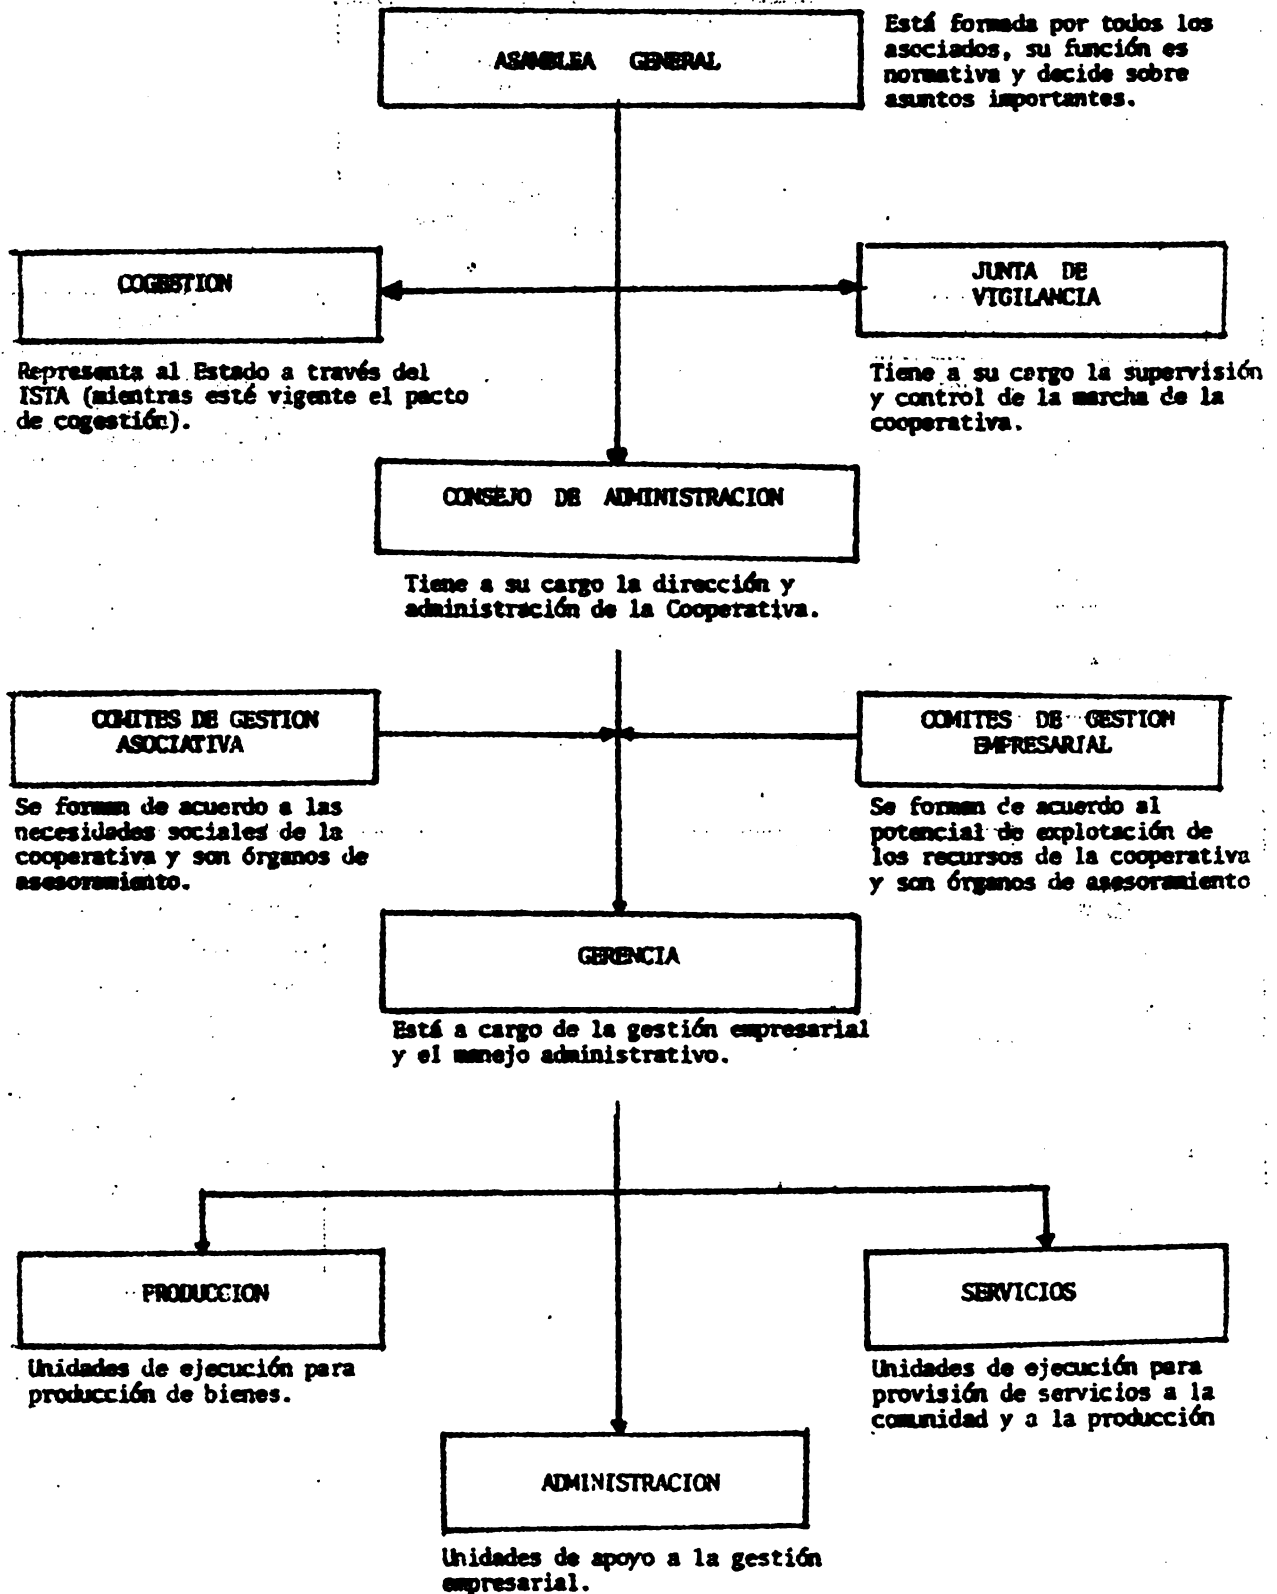 ASAMBLEA GENERAL
Está formada por todos los
asociados, su función es
normativa y decide sobre
asuntos importantes.
COGESTION
Representa al Estado a través del
ISTA (mientras esté vigente el pacto
de cogestión).
JUNTA DE
VIGILANCIA
Tiene a su cargo la supervisión
y control de la marcha de la
cooperativa.
CONSEJO DE ADMINISTRACION
Tiene a su cargo la dirección y
administración de la Cooperativa.
COMITES DE GESTION
ASOCIATIVA
Se forman de acuerdo a las
necesidades sociales de la
cooperativa y son órganos de
asesoramiento.
COMITES DE GESTION
EMPRESARIAL
Se forman de acuerdo al
potencial de explotación de
los recursos de la cooperativa
y son órganos de asesoramiento
GERENCIA
Está a cargo de la gestión empresarial
y el manejo administrativo.
PRODUCCION
Unidades de ejecución para
producción de bienes.
SERVICIOS
Unidades de ejecución para
provisión de servicios a la
comunidad y a la producción
ADMINISTRACION
Unidades de apoyo a la gestión
empresarial.